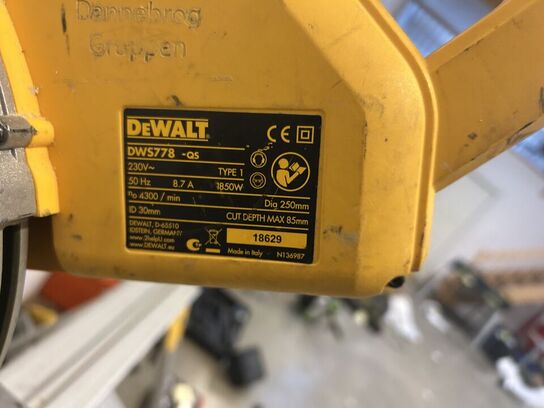 Dannebrog
Gruppen
DEWALT
DWS778 -QS
230V~ TYPE 1
50 Hz 8.7 A 1850W
n₀ 4300 / min Dia 250mm
ID 30mm CUT DEPTH MAX 85mm
DEWALT, D-65510
IDSTEIN, GERMANY
www.2helpU.com
www.DEWALT.eu
18629
Made in Italy N136987
CE